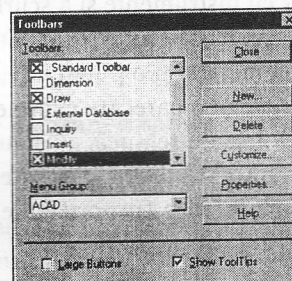 Toolbars
Toolbars:
_Standard Toolbar
Dimension
Draw
External Database
Inquiry
Insert
Modify
Menu Group:
ACAD
Close
New...
Delete
Customize...
Properties...
Help
Large Buttons
Show ToolTips